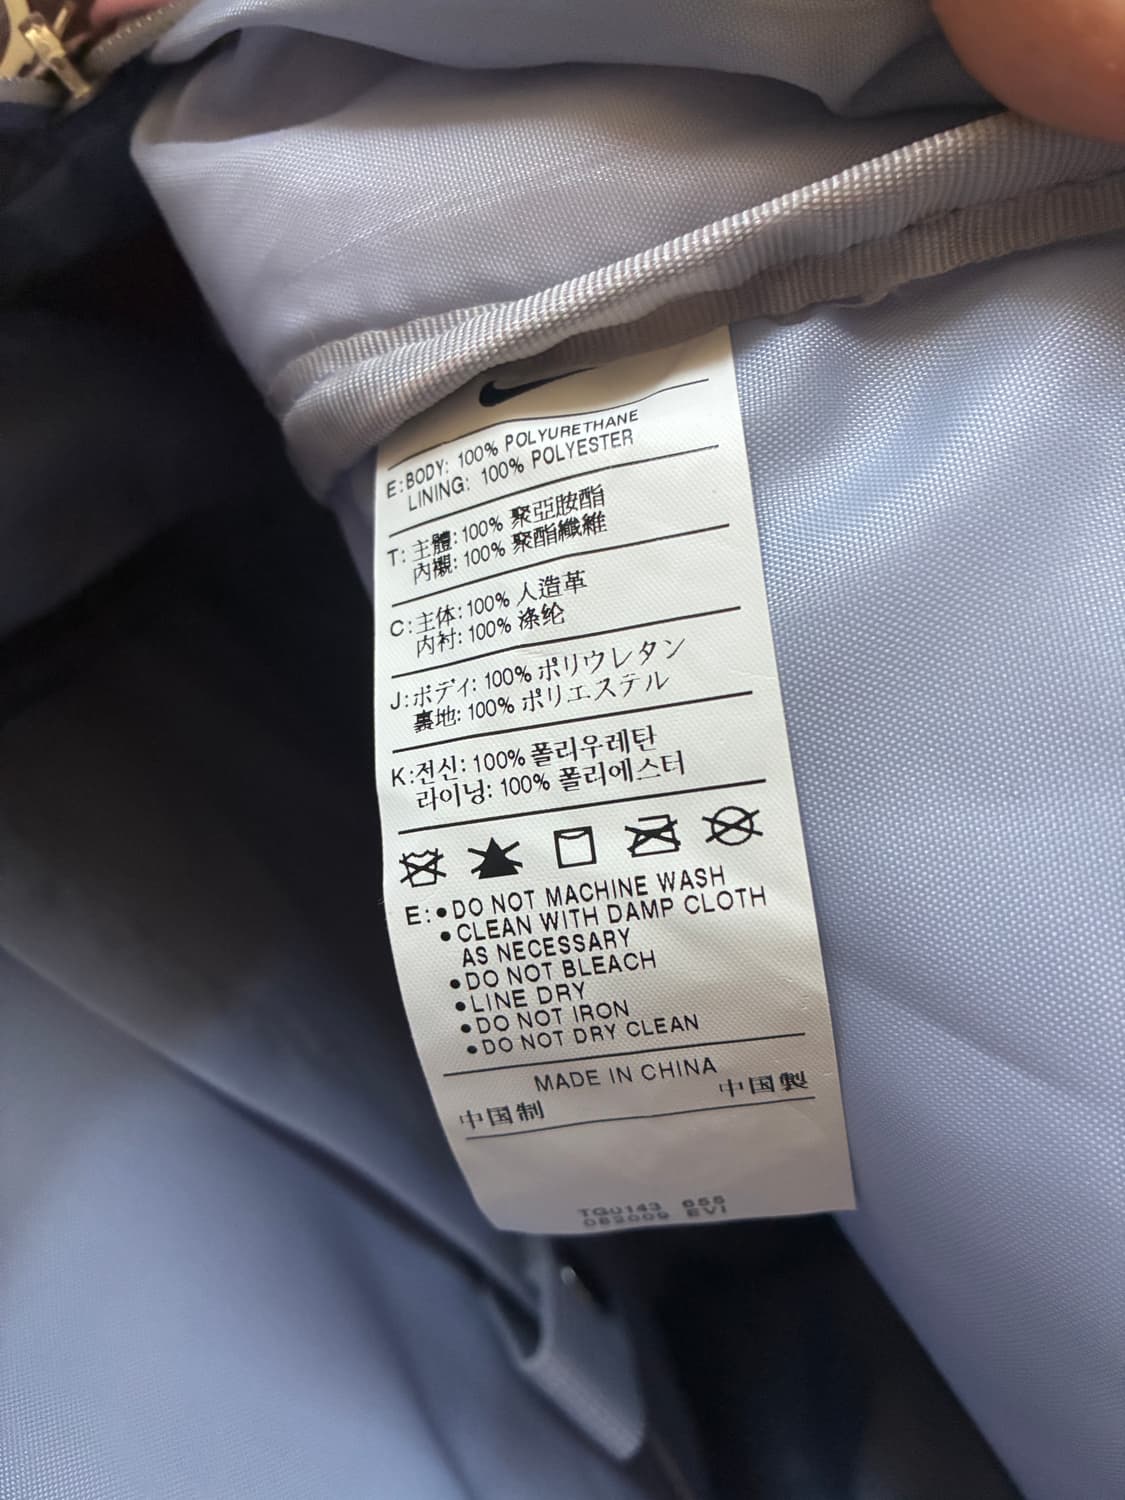 E: BODY: 100% POLYURETHANE
LINING: 100% POLYESTER
T: 主體: 100% 聚亞胺酯
內襯: 100% 聚酯纖維
C: 主体: 100% 人造革
内衬: 100% 涤纶
J: ボディ: 100% ポリウレタン
裏地: 100% ポリエステル
K: 전신: 100% 폴리우레탄
라이닝: 100% 폴리에스터
E: • DO NOT MACHINE WASH
• CLEAN WITH DAMP CLOTH
AS NECESSARY
• DO NOT BLEACH
• LINE DRY
• DO NOT IRON
• DO NOT DRY CLEAN
MADE IN CHINA
中国制 中国製
TG0143 655
082009 EVI